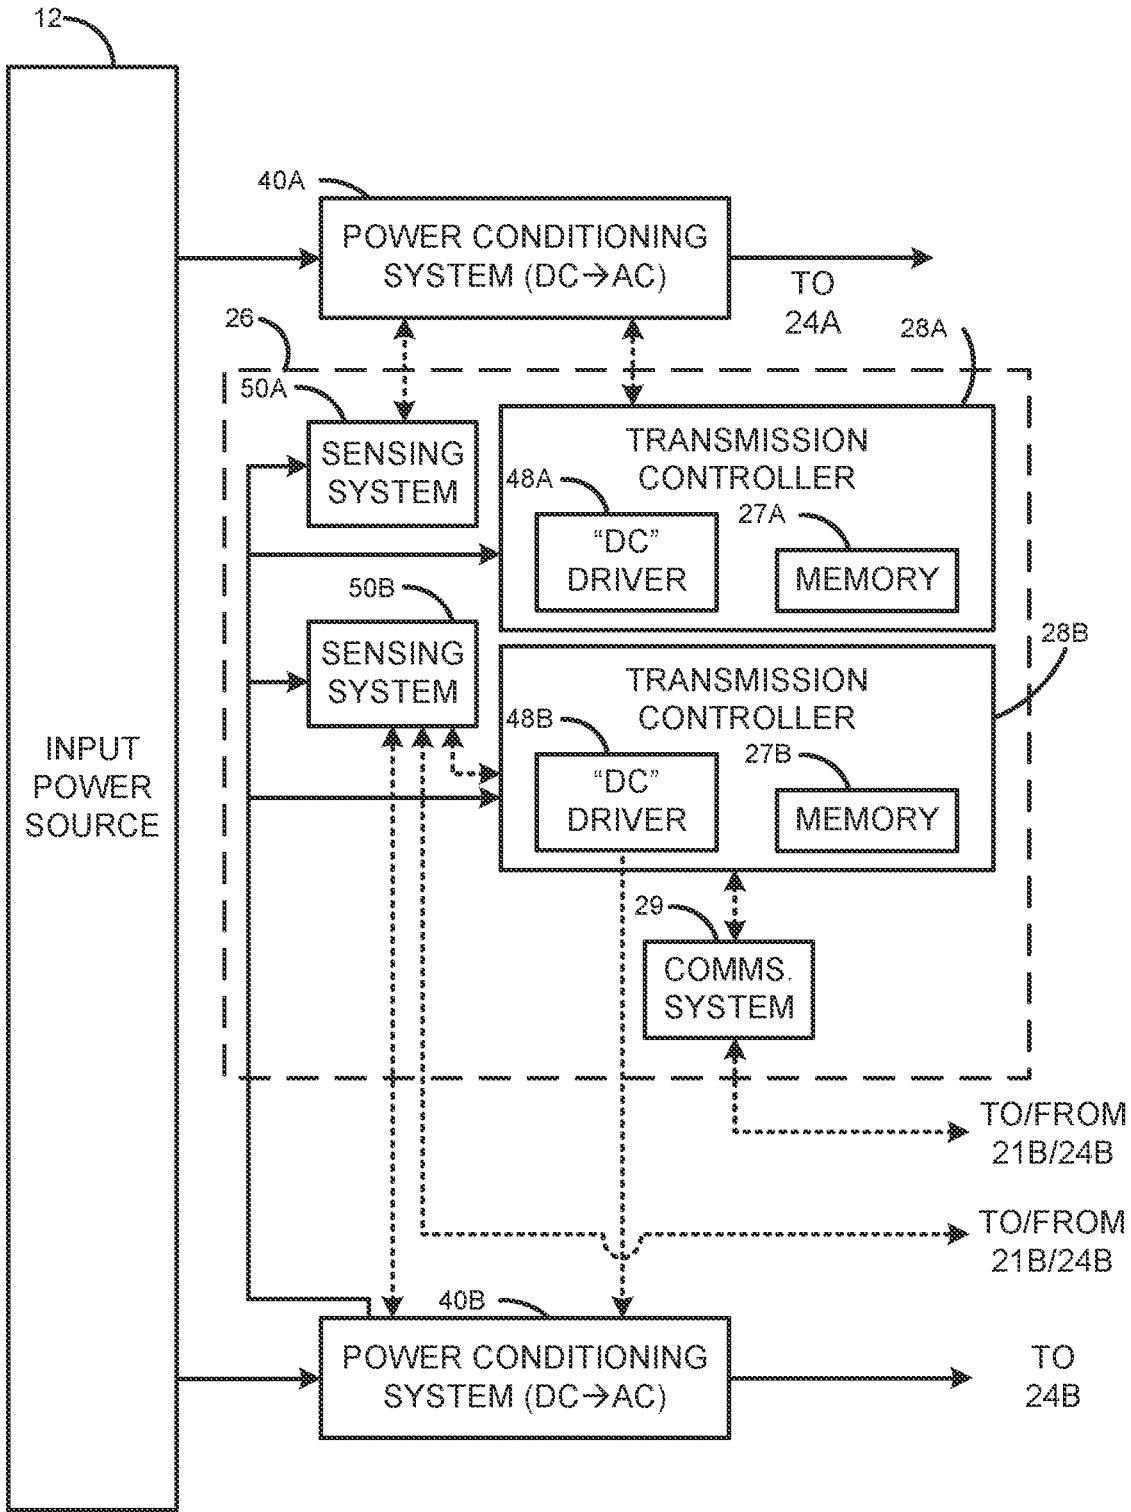 12
40A
POWER CONDITIONING
SYSTEM (DC→AC)
TO
24A
26
28A
50A
SENSING
SYSTEM
TRANSMISSION
CONTROLLER
48A
27A
“DC”
DRIVER
MEMORY
50B
SENSING
SYSTEM
28B
TRANSMISSION
CONTROLLER
48B
27B
“DC”
DRIVER
MEMORY
INPUT
POWER
SOURCE
29
COMMS.
SYSTEM
TO/FROM
21B/24B
TO/FROM
21B/24B
40B
POWER CONDITIONING
SYSTEM (DC→AC)
TO
24B